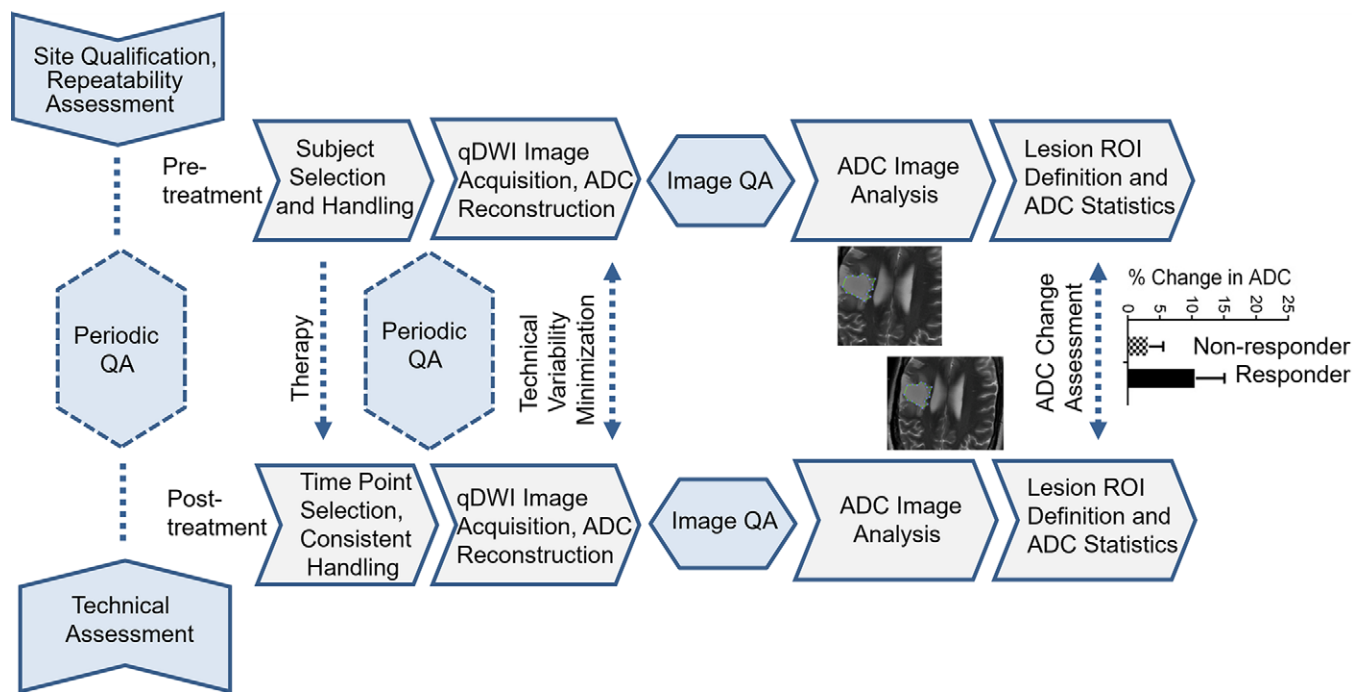 Site Qualification,
Repeatability
Assessment
Pre-
treatment
Subject
Selection
and Handling
qDWI Image
Acquisition, ADC
Reconstruction
Image QA
ADC Image
Analysis
Lesion ROI
Definition and
ADC Statistics
Periodic
QA
Therapy
Periodic
QA
Technical
Variability
Minimization
ADC Change
Assessment
% Change in ADC
0
5
10
15
20
25
Non-responder
Responder
Post-
treatment
Time Point
Selection,
Consistent
Handling
qDWI Image
Acquisition, ADC
Reconstruction
Image QA
ADC Image
Analysis
Lesion ROI
Definition and
ADC Statistics
Technical
Assessment